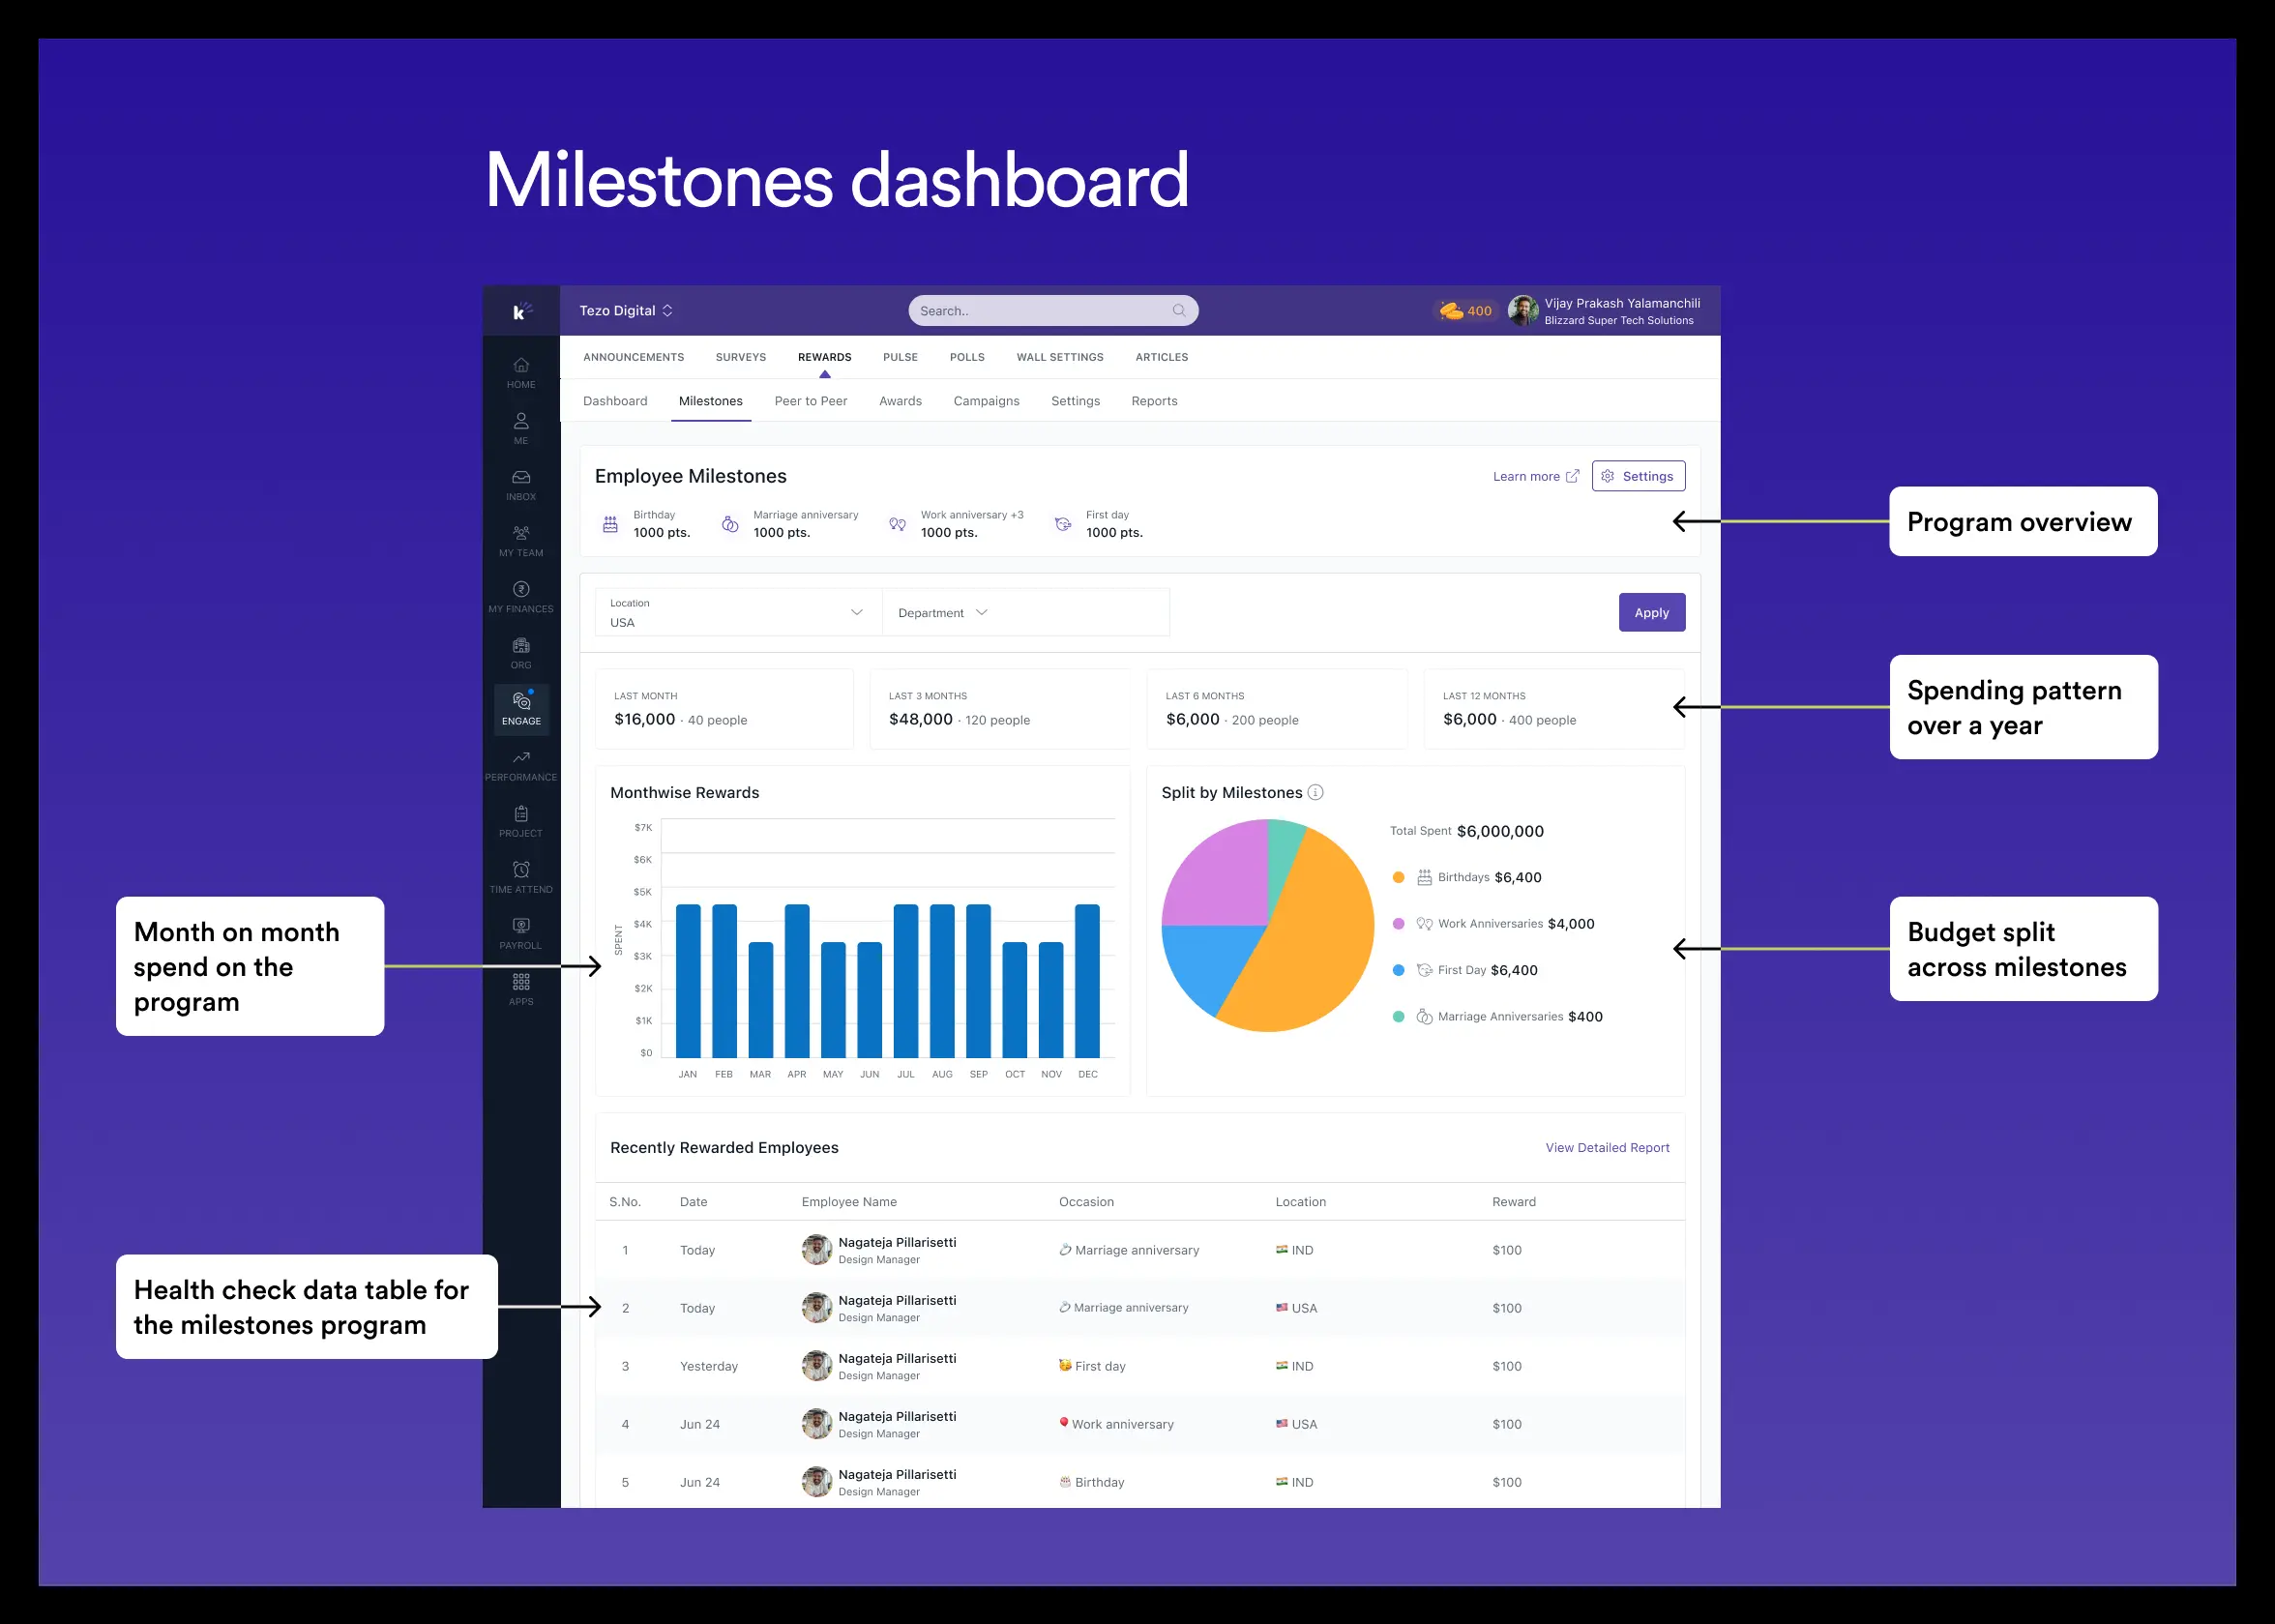 Milestones dashboard
k
Tezo Digital
Search..
400
Vijay Prakash Yalamanchili
Blizzard Super Tech Solutions
HOME
ME
INBOX
MY TEAM
MY FINANCES
ORG
ENGAGE
PERFORMANCE
PROJECT
TIME ATTEND
PAYROLL
APPS
ANNOUNCEMENTS SURVEYS REWARDS PULSE POLLS WALL SETTINGS ARTICLES
Dashboard Milestones Peer to Peer Awards Campaigns Settings Reports
Employee Milestones
Learn more
Settings
Birthday
1000 pts.
Marriage anniversary
1000 pts.
Work anniversary +3
1000 pts.
First day
1000 pts.
Program overview
Location
USA
Department
Apply
LAST MONTH
$16,000 · 40 people
LAST 3 MONTHS
$48,000 · 120 people
LAST 6 MONTHS
$6,000 · 200 people
LAST 12 MONTHS
$6,000 · 400 people
Spending pattern
over a year
Monthwise Rewards
SPENT
$7K
$6K
$5K
$4K
$3K
$2K
$1K
$0
JAN FEB MAR APR MAY JUN JUL AUG SEP OCT NOV DEC
Month on month
spend on the
program
Split by Milestones
Total Spent $6,000,000
Birthdays $6,400
Work Anniversaries $4,000
First Day $6,400
Marriage Anniversaries $400
Budget split
across milestones
Recently Rewarded Employees
View Detailed Report
S.No. Date Employee Name Occasion Location Reward
1 Today Nagateja Pillarisetti Marriage anniversary IND $100
Design Manager
2 Today Nagateja Pillarisetti Marriage anniversary USA $100
Design Manager
3 Yesterday Nagateja Pillarisetti First day IND $100
Design Manager
4 Jun 24 Nagateja Pillarisetti Work anniversary USA $100
Design Manager
5 Jun 24 Nagateja Pillarisetti Birthday IND $100
Design Manager
Health check data table for
the milestones program